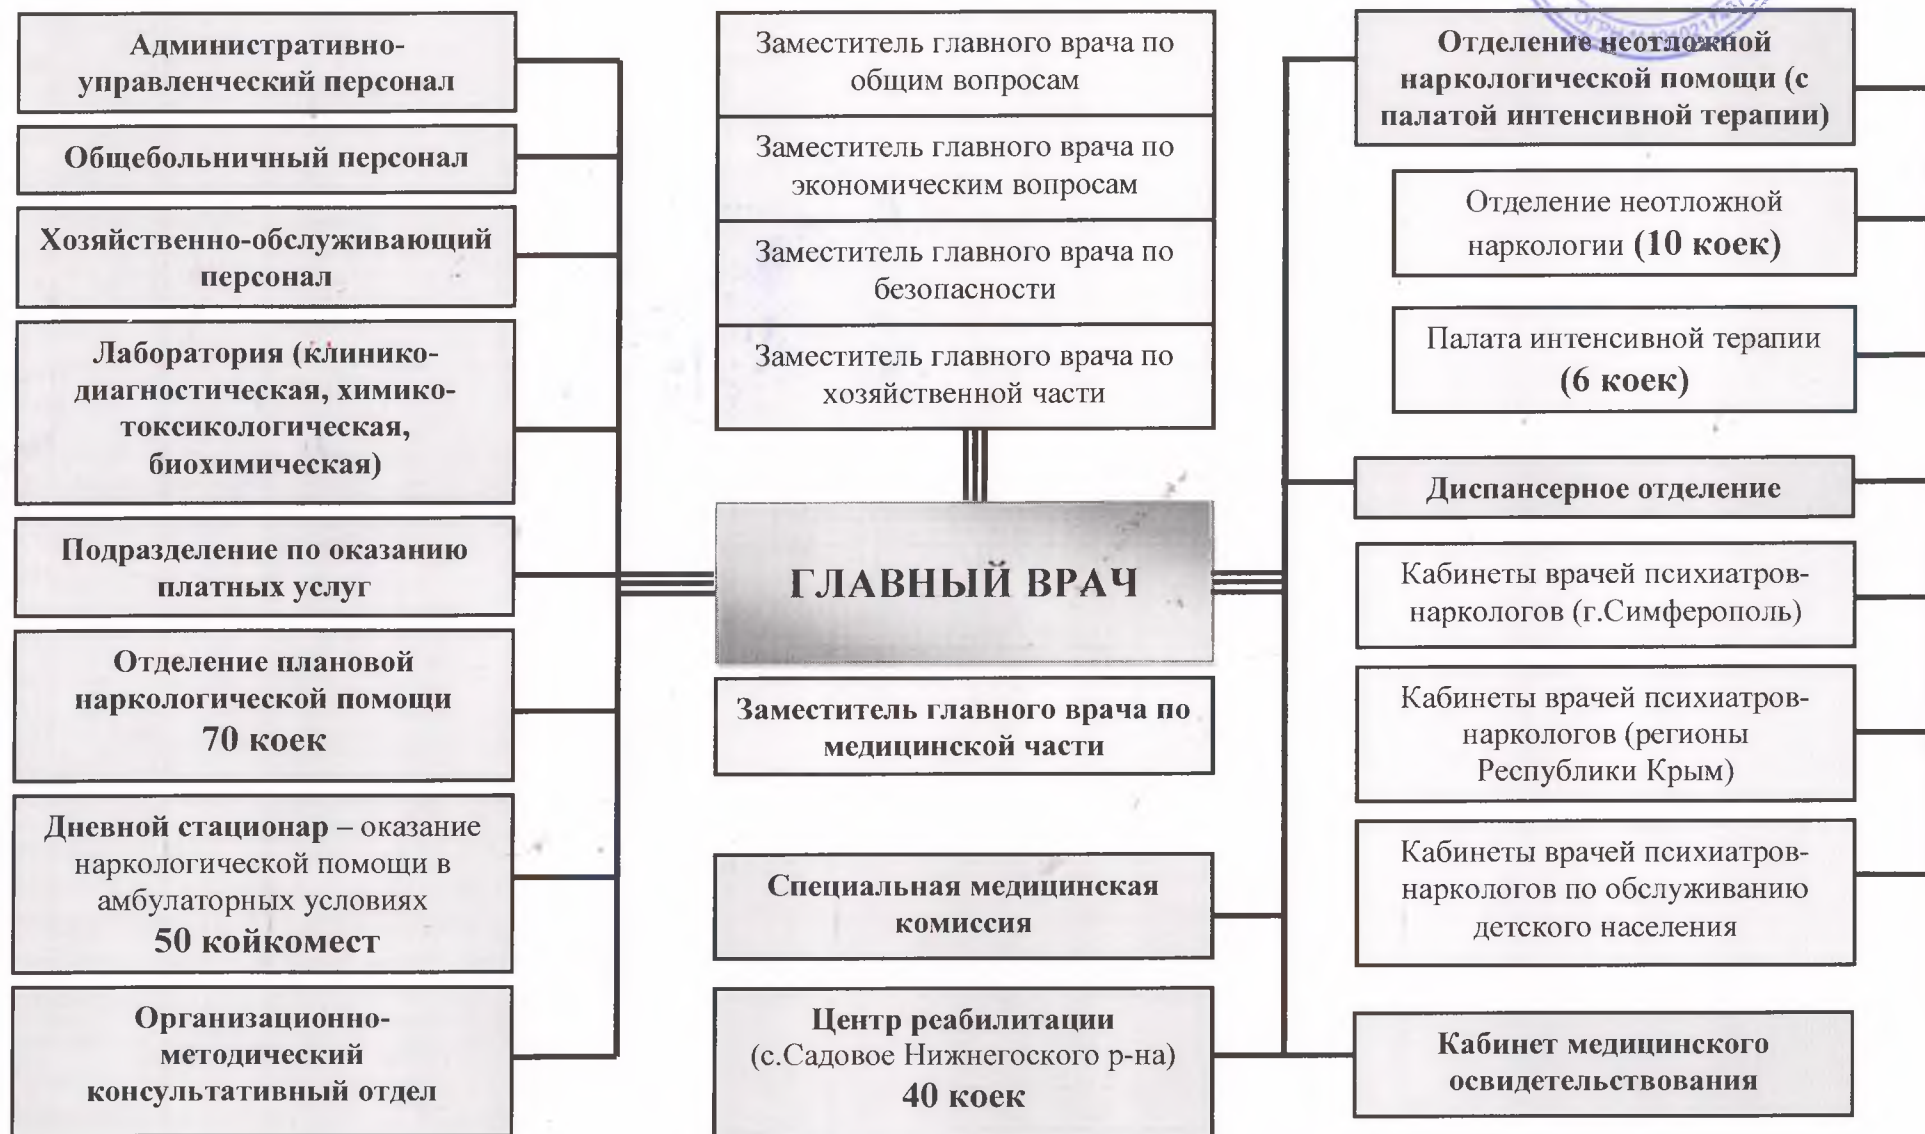 Административно-
управленческий персонал
Общебольничный персонал
Хозяйственно-обслуживающий
персонал
Лаборатория (клинико-
диагностическая, химико-
токсикологическая,
биохимическая)
Подразделение по оказанию
платных услуг
Отделение плановой
наркологической помощи
70 коек
Дневной стационар – оказание
наркологической помощи в
амбулаторных условиях
50 койкомест
Организационно-
методический
консультативный отдел
Заместитель главного врача по
общим вопросам
Заместитель главного врача по
экономическим вопросам
Заместитель главного врача по
безопасности
Заместитель главного врача по
хозяйственной части
ГЛАВНЫЙ ВРАЧ
Заместитель главного врача по
медицинской части
Специальная медицинская
комиссия
Центр реабилитации
(с.Садовое Нижнегоского р-на)
40 коек
Отделение неотложной
наркологической помощи (с
палатой интенсивной терапии)
Отделение неотложной
наркологии (10 коек)
Палата интенсивной терапии
(6 коек)
Диспансерное отделение
Кабинеты врачей психиатров-
наркологов (г.Симферополь)
Кабинеты врачей психиатров-
наркологов (регионы
Республики Крым)
Кабинеты врачей психиатров-
наркологов по обслуживанию
детского населения
Кабинет медицинского
освидетельствования